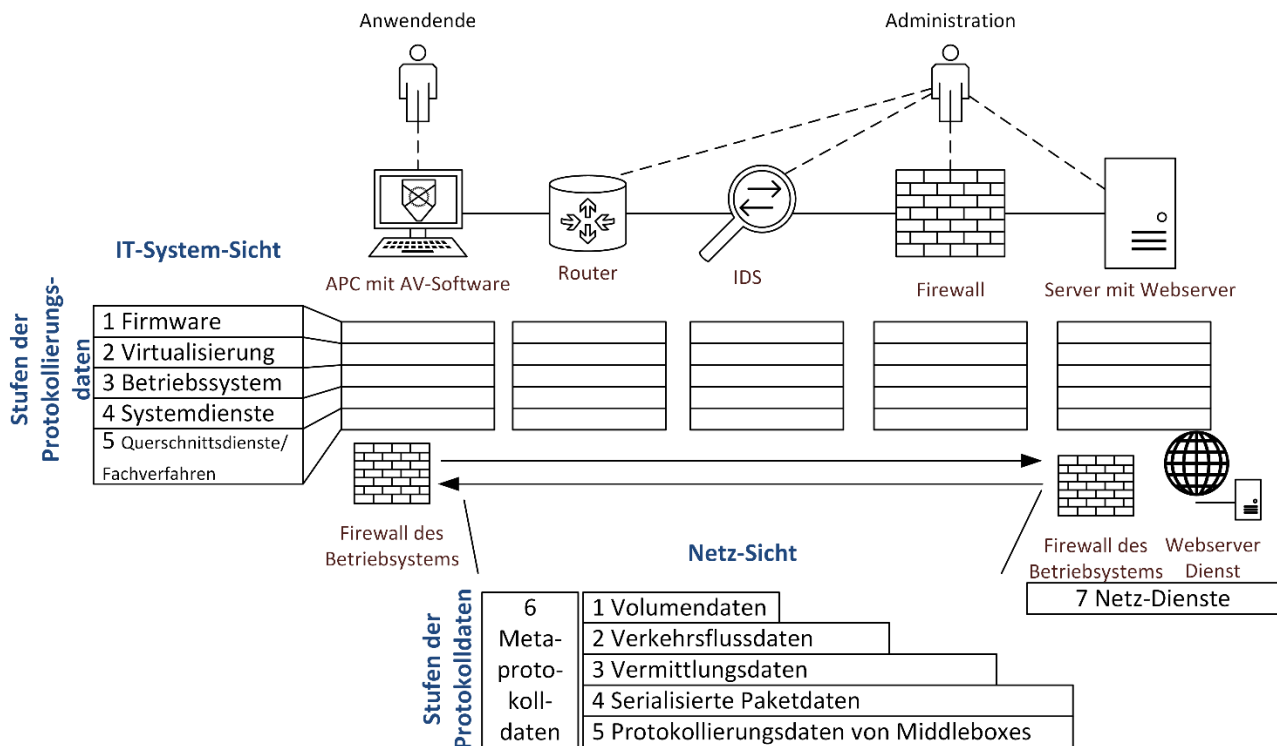 Anwendende
Administration
IT-System-Sicht
APC mit AV-Software
Router
IDS
Firewall
Server mit Webserver
Stufen der
Protokollierungs-
daten
1 Firmware
2 Virtualisierung
3 Betriebssystem
4 Systemdienste
5 Querschnittsdienste/
Fachverfahren
Firewall des
Betriebsystems
Netz-Sicht
Firewall des
Betriebsystems
Webserver
Dienst
7 Netz-Dienste
Stufen der
Protokolldaten
6
Meta-
proto-
koll-
daten
1 Volumendaten
2 Verkehrsflussdaten
3 Vermittlungsdaten
4 Serialisierte Paketdaten
5 Protokollierungsdaten von Middleboxes